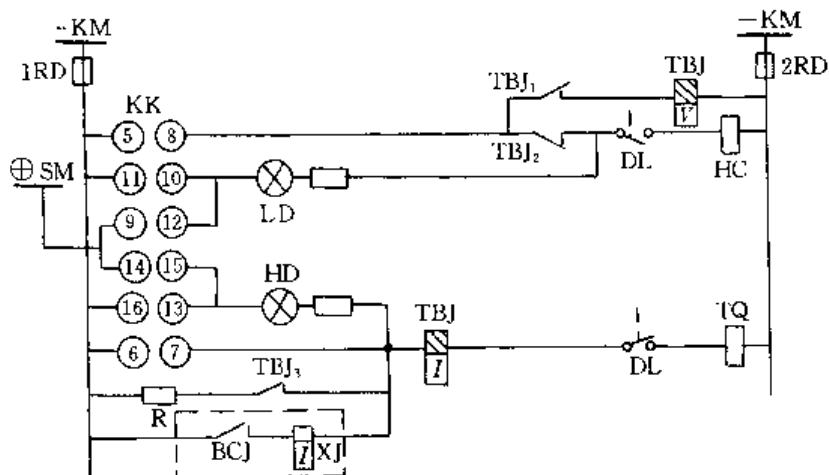 -KM
—KM
1RD
2RD
TBJ₁
TBJ
V
KK
5 8
TBJ₂
DL
HC
⊕SM
11 10
LD
9 12
14 15
HD
16 13
TBJ
I
TQ
6 7
DL
TBJ₃
R
BCJ
I
XJ